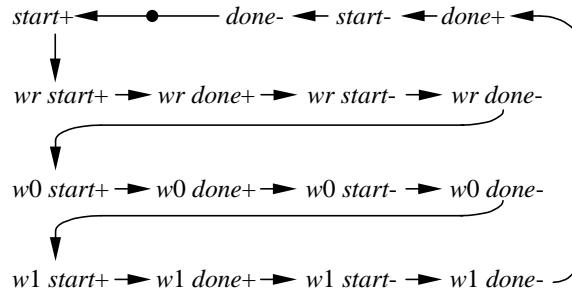 start+ done- start- done+
wr start+ wr done+ wr start- wr done-
w0 start+ w0 done+ w0 start- w0 done-
w1 start+ w1 done+ w1 start- w1 done-